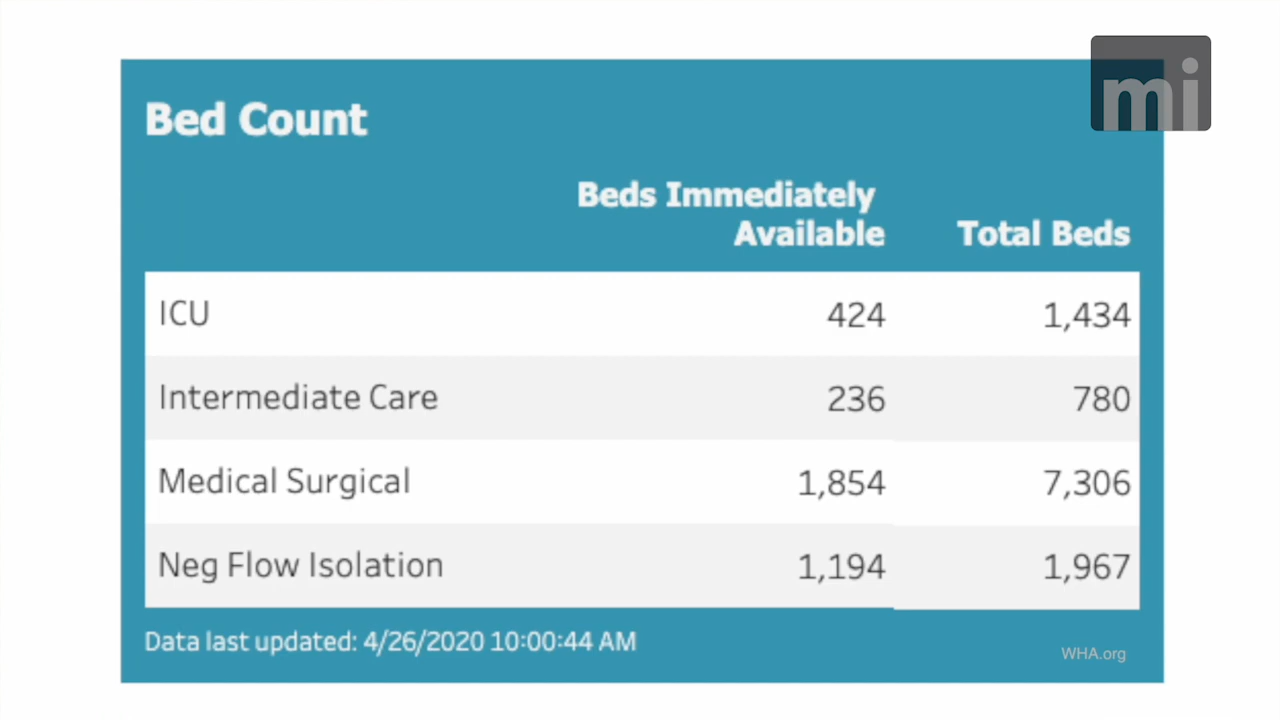 mi
Bed Count
Beds Immediately
Available
Total Beds
ICU 424 1,434
Intermediate Care 236 780
Medical Surgical 1,854 7,306
Neg Flow Isolation 1,194 1,967
Data last updated: 4/26/2020 10:00:44 AM
WHA.org